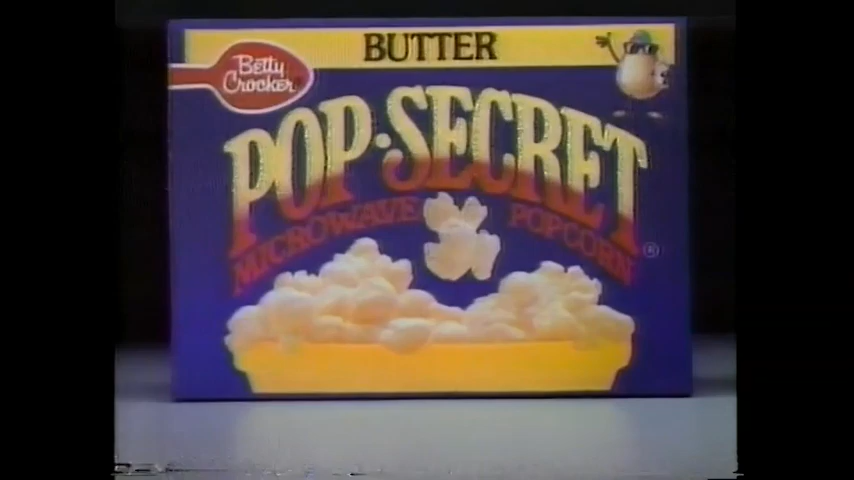 BUTTER
Betty
Crocker®
POP·SECRET
MICROWAVE POPCORN®